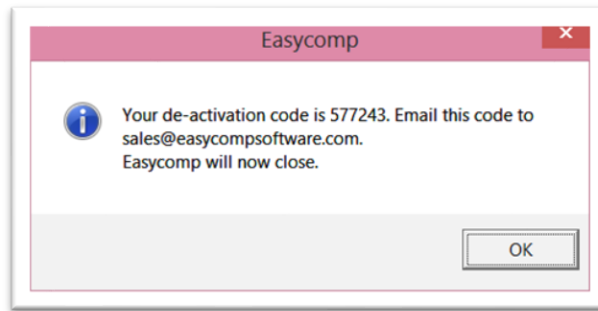 Easycomp
Your de-activation code is 577243. Email this code to
sales@easycompsoftware.com.
Easycomp will now close.
OK